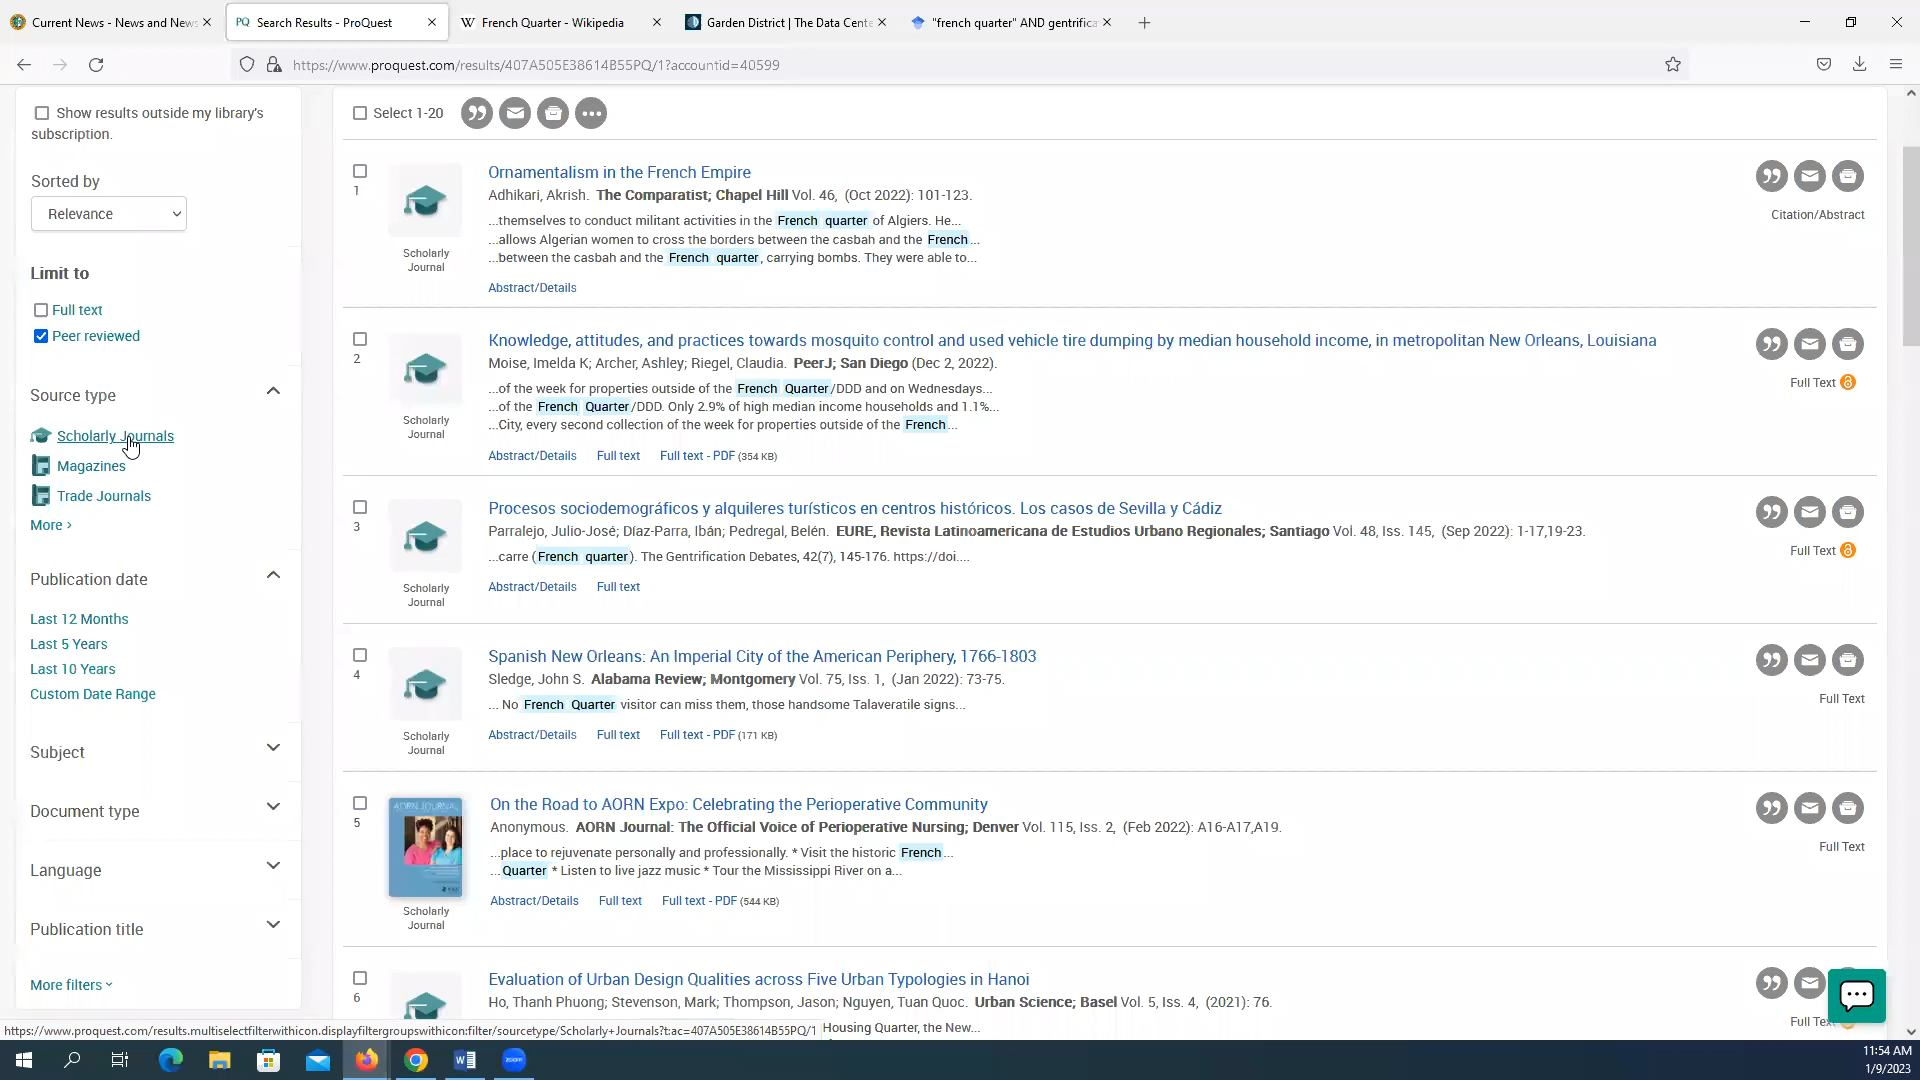 Current News - News and News
PQ Search Results - ProQuest
W French Quarter - Wikipedia
Garden District | The Data Cente
"french quarter" AND gentrifica
https://www.proquest.com/results/407A505E38614B55PQ/1?accountid=40599
Show results outside my library's
subscription.
Sorted by
Relevance
Limit to
Full text
Peer reviewed
Source type
Scholarly Journals
Magazines
Trade Journals
More >
Publication date
Last 12 Months
Last 5 Years
Last 10 Years
Custom Date Range
Subject
Document type
Language
Publication title
More filters
Select 1-20
1
Scholarly
Journal
Ornamentalism in the French Empire
Adhikari, Akrish. The Comparatist; Chapel Hill Vol. 46, (Oct 2022): 101-123.
...themselves to conduct militant activities in the French quarter of Algiers. He...
...allows Algerian women to cross the borders between the casbah and the French...
...between the casbah and the French quarter, carrying bombs. They were able to...
Abstract/Details
Citation/Abstract
2
Scholarly
Journal
Knowledge, attitudes, and practices towards mosquito control and used vehicle tire dumping by median household income, in metropolitan New Orleans, Louisiana
Moise, Imelda K; Archer, Ashley; Riegel, Claudia. PeerJ; San Diego (Dec 2, 2022).
...of the week for properties outside of the French Quarter/DDD and on Wednesdays...
...of the French Quarter/DDD. Only 2.9% of high median income households and 1.1%...
...City, every second collection of the week for properties outside of the French...
Abstract/Details Full text Full text - PDF (354 KB)
Full Text
3
Scholarly
Journal
Procesos sociodemográficos y alquileres turísticos en centros históricos. Los casos de Sevilla y Cádiz
Parralejo, Julio-José; Díaz-Parra, Ibán; Pedregal, Belén. EURE, Revista Latinoamericana de Estudios Urbano Regionales; Santiago Vol. 48, Iss. 145, (Sep 2022): 1-17,19-23.
...carre (French quarter). The Gentrification Debates, 42(7), 145-176. https://doi....
Abstract/Details Full text
Full Text
4
Scholarly
Journal
Spanish New Orleans: An Imperial City of the American Periphery, 1766-1803
Sledge, John S. Alabama Review; Montgomery Vol. 75, Iss. 1, (Jan 2022): 73-75.
... No French Quarter visitor can miss them, those handsome Talaveratile signs...
Abstract/Details Full text Full text - PDF (171 KB)
Full Text
5
AORN JOURNAL
Scholarly
Journal
On the Road to AORN Expo: Celebrating the Perioperative Community
Anonymous. AORN Journal: The Official Voice of Perioperative Nursing; Denver Vol. 115, Iss. 2, (Feb 2022): A16-A17,A19.
...place to rejuvenate personally and professionally. * Visit the historic French...
...Quarter * Listen to live jazz music * Tour the Mississippi River on a...
Abstract/Details Full text Full text - PDF (544 KB)
Full Text
6
Evaluation of Urban Design Qualities across Five Urban Typologies in Hanoi
Ho, Thanh Phuong; Stevenson, Mark; Thompson, Jason; Nguyen, Tuan Quoc. Urban Science; Basel Vol. 5, Iss. 4, (2021): 76.
Housing Quarter, the New...
Full Text
https://www.proquest.com/results.multiselectfilterwithicon.displayfiltergroupswithicon:filter/sourcetype/Scholarly+Journals?t:ac=407A505E38614B55PQ/1
zoom
11:54 AM
1/9/2023